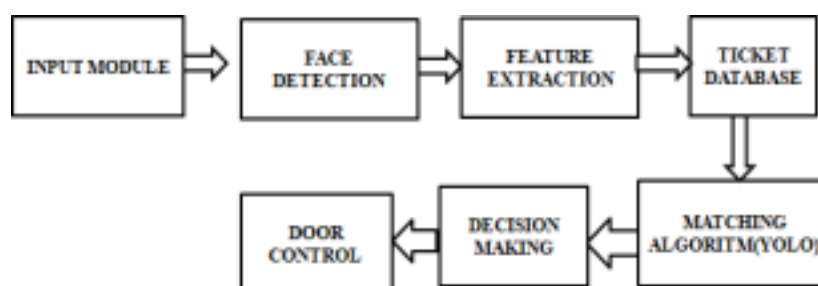 INPUT MODULE
FACE
DETECTION
FEATURE
EXTRACTION
TICKET
DATABASE
MATCHING
ALGORITM(YOLO)
DECISION
MAKING
DOOR
CONTROL